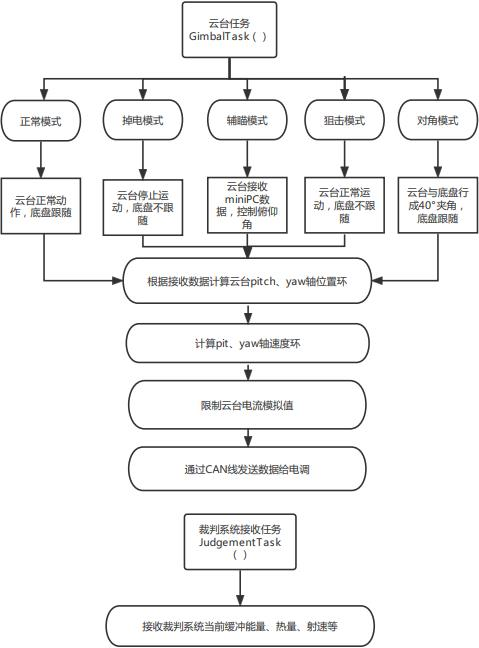 云台任务
GimbalTask（ ）
正常模式
掉电模式
辅瞄模式
狙击模式
对角模式
云台正常动
作，底盘跟随
云台停止运
动，底盘不跟
随
云台接收
miniPC数
据，控制俯仰
角
云台正常运
动，底盘不跟
随
云台与底盘行
成40°夹角，
底盘跟随
根据接收数据计算云台pitch、yaw轴位置环
计算pit、yaw轴速度环
限制云台电流模拟值
通过CAN线发送数据给电调
裁判系统接收任务
JudgementTask
（ ）
接收裁判系统当前缓冲能量、热量、射速等